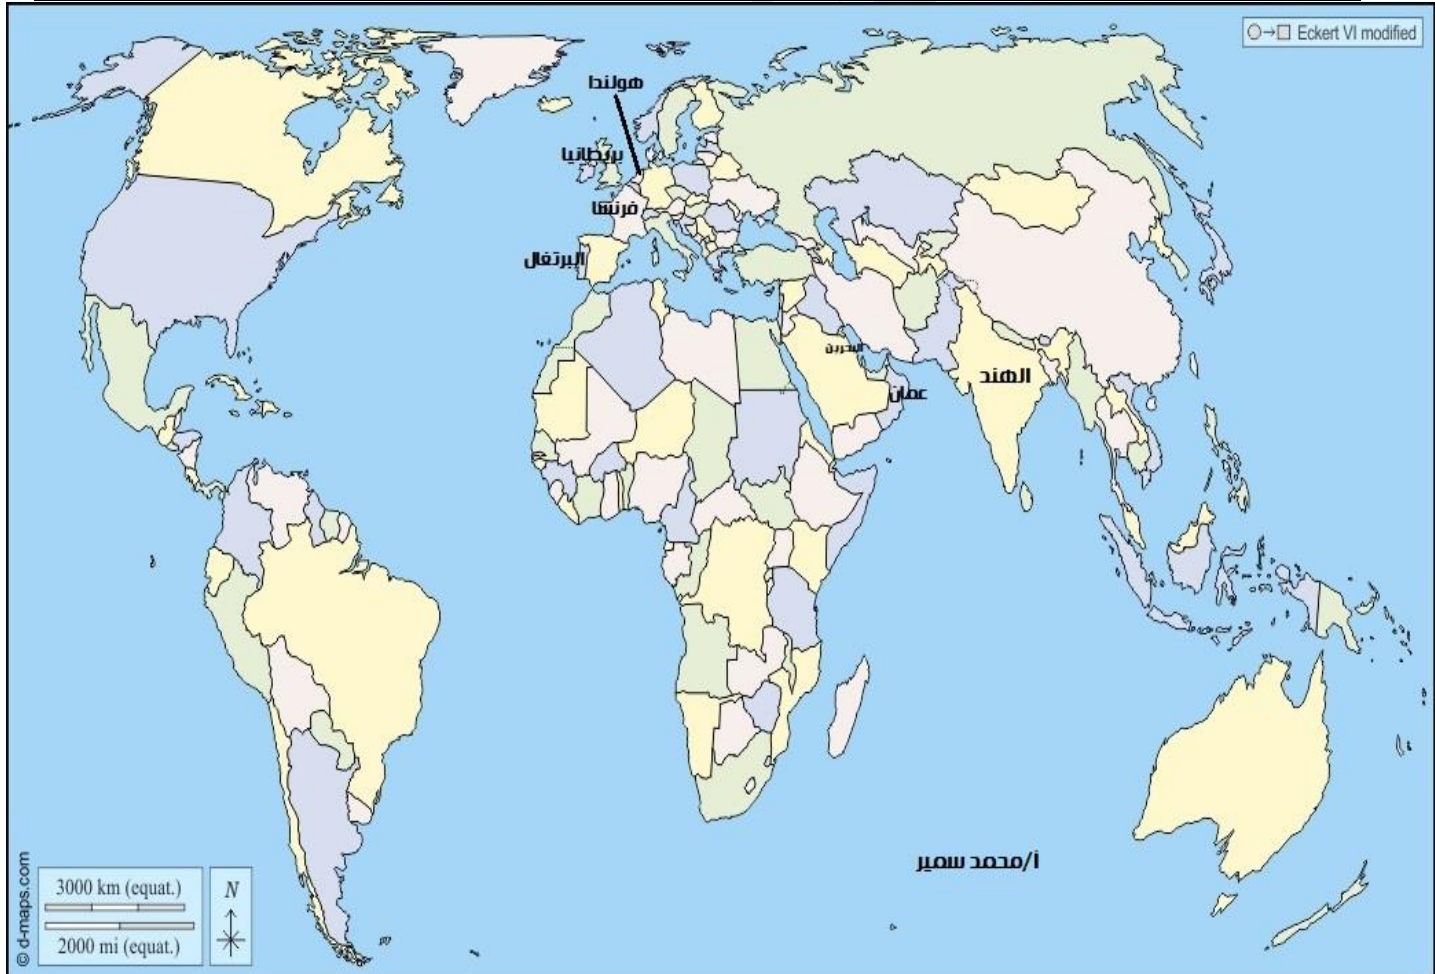 Eckert VI modified
هولندا
بريطانيا
فرنسا
البرتغال
البحرين
الهند
عمان
أ/محمد سمير
3000 km (equat.)
2000 mi (equat.)
N
© d-maps.com